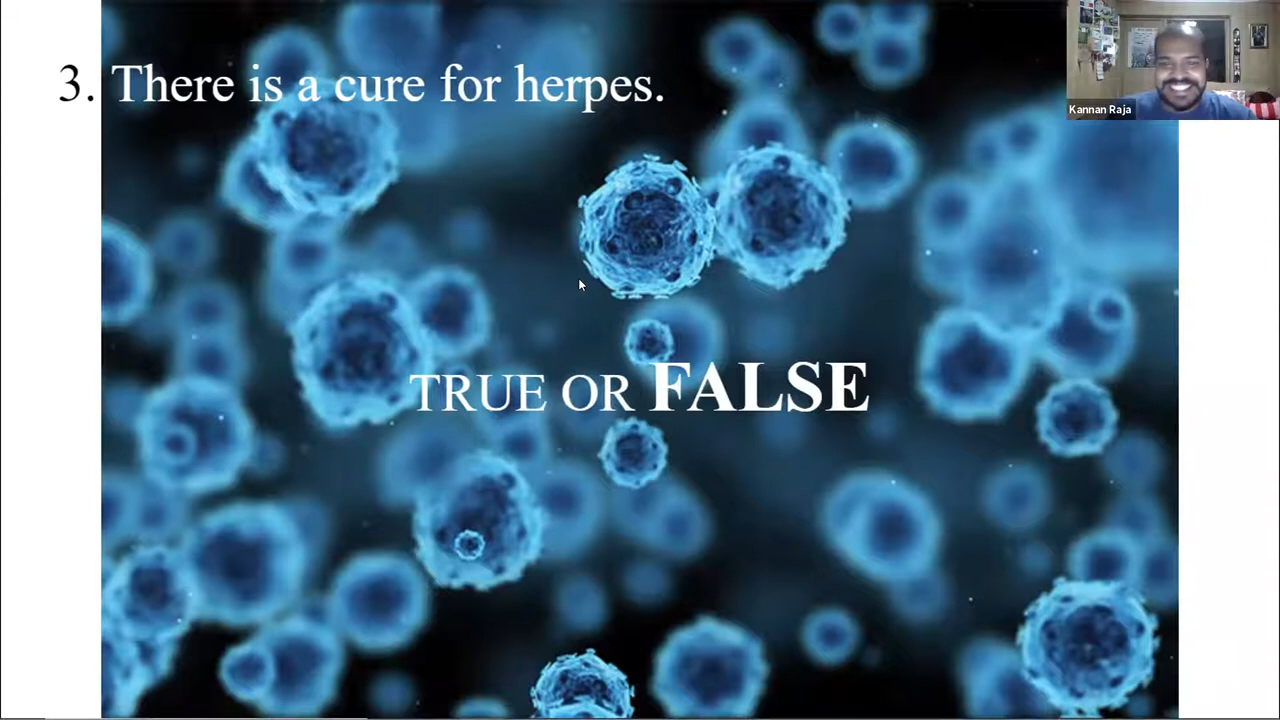 3. There is a cure for herpes.
Kannan Raja
TRUE OR FALSE